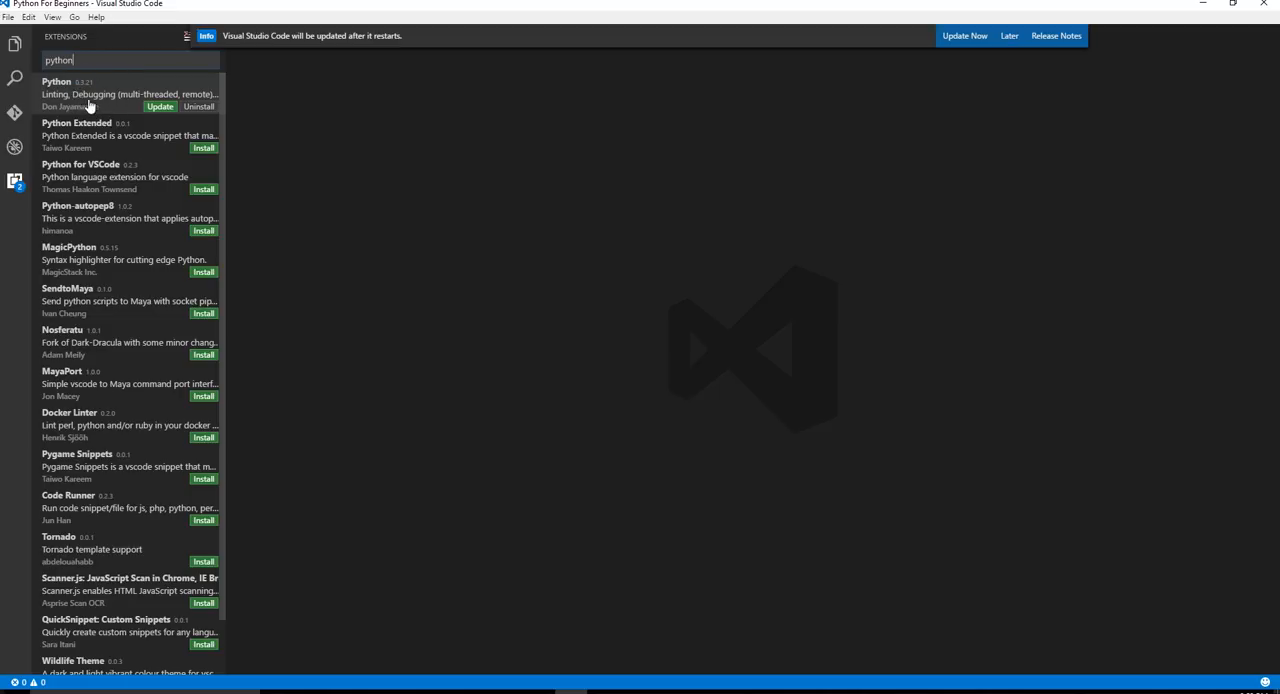 Python For Beginners - Visual Studio Code
File Edit View Go Help
EXTENSIONS
Info Visual Studio Code will be updated after it restarts.
Update Now Later Release Notes
python
Python 0.3.21
Linting, Debugging (multi-threaded, remote)...
Don
Update Uninstall
Python Extended 0.0.1
Python Extended is a vscode snippet that ma...
Taiwo Kareem Install
Python for VSCode 0.2.3
Python language extension for vscode
Thomas Haakon Townsend Install
Python-autopep8 1.0.2
This is a vscode-extension that applies autop...
himanoa Install
MagicPython 0.5.15
Syntax highlighter for cutting edge Python.
MagicStack Inc. Install
SendtoMaya 0.1.0
Send python scripts to Maya with socket pip...
Ivan Cheung Install
Nosferatu 1.0.1
Fork of Dark-Dracula with some minor chang...
Adam Meily Install
MayaPort 1.0.0
Simple vscode to Maya command port interf...
Jon Macey Install
Docker Linter 0.2.0
Lint perl, python and/or ruby in your docker ...
Henrik Sjööh Install
Pygame Snippets 0.0.1
Pygame Snippets is a vscode snippet that m...
Taiwo Kareem Install
Code Runner 0.2.3
Run code snippet/file for js, php, python, per...
Jun Han Install
Tornado 0.0.1
Tornado template support
abdelouahabb Install
Scanner.js: JavaScript Scan in Chrome, IE Br
Scanner.js enables HTML JavaScript scanning...
Asprise Scan OCR Install
QuickSnippet: Custom Snippets 0.0.1
Quickly create custom snippets for any langu...
Sara Itani Install
Wildlife Theme 0.0.3
A dark and light vibrant colour theme for vsc...
2
0 0